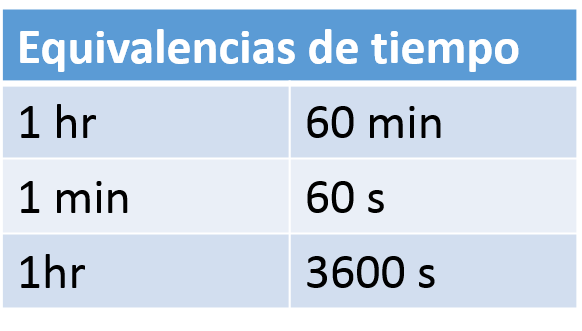 Equivalencias de tiempo
1 hr 60 min
1 min 60 s
1hr 3600 s